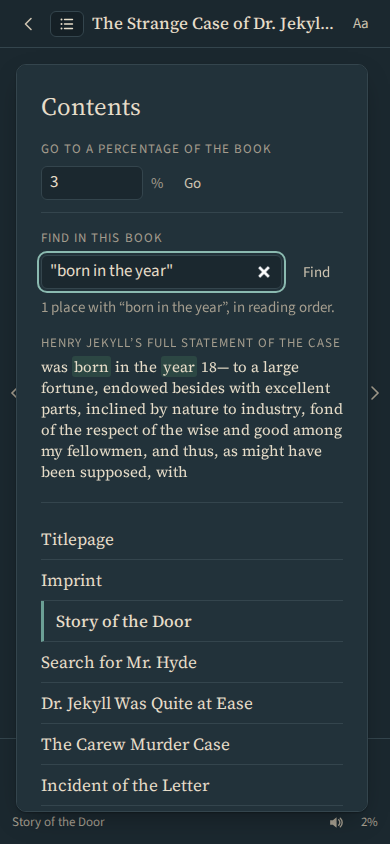 The Strange Case of Dr. Jekyl...
Aa
Contents
GO TO A PERCENTAGE OF THE BOOK
3 % Go
FIND IN THIS BOOK
"born in the year" Find
1 place with “born in the year”, in reading order.
HENRY JEKYLL’S FULL STATEMENT OF THE CASE
was born in the year 18— to a large
fortune, endowed besides with excellent
parts, inclined by nature to industry, fond
of the respect of the wise and good among
my fellowmen, and thus, as might have
been supposed, with
Titlepage
Imprint
Story of the Door
Search for Mr. Hyde
Dr. Jekyll Was Quite at Ease
The Carew Murder Case
Incident of the Letter
Story of the Door 2%